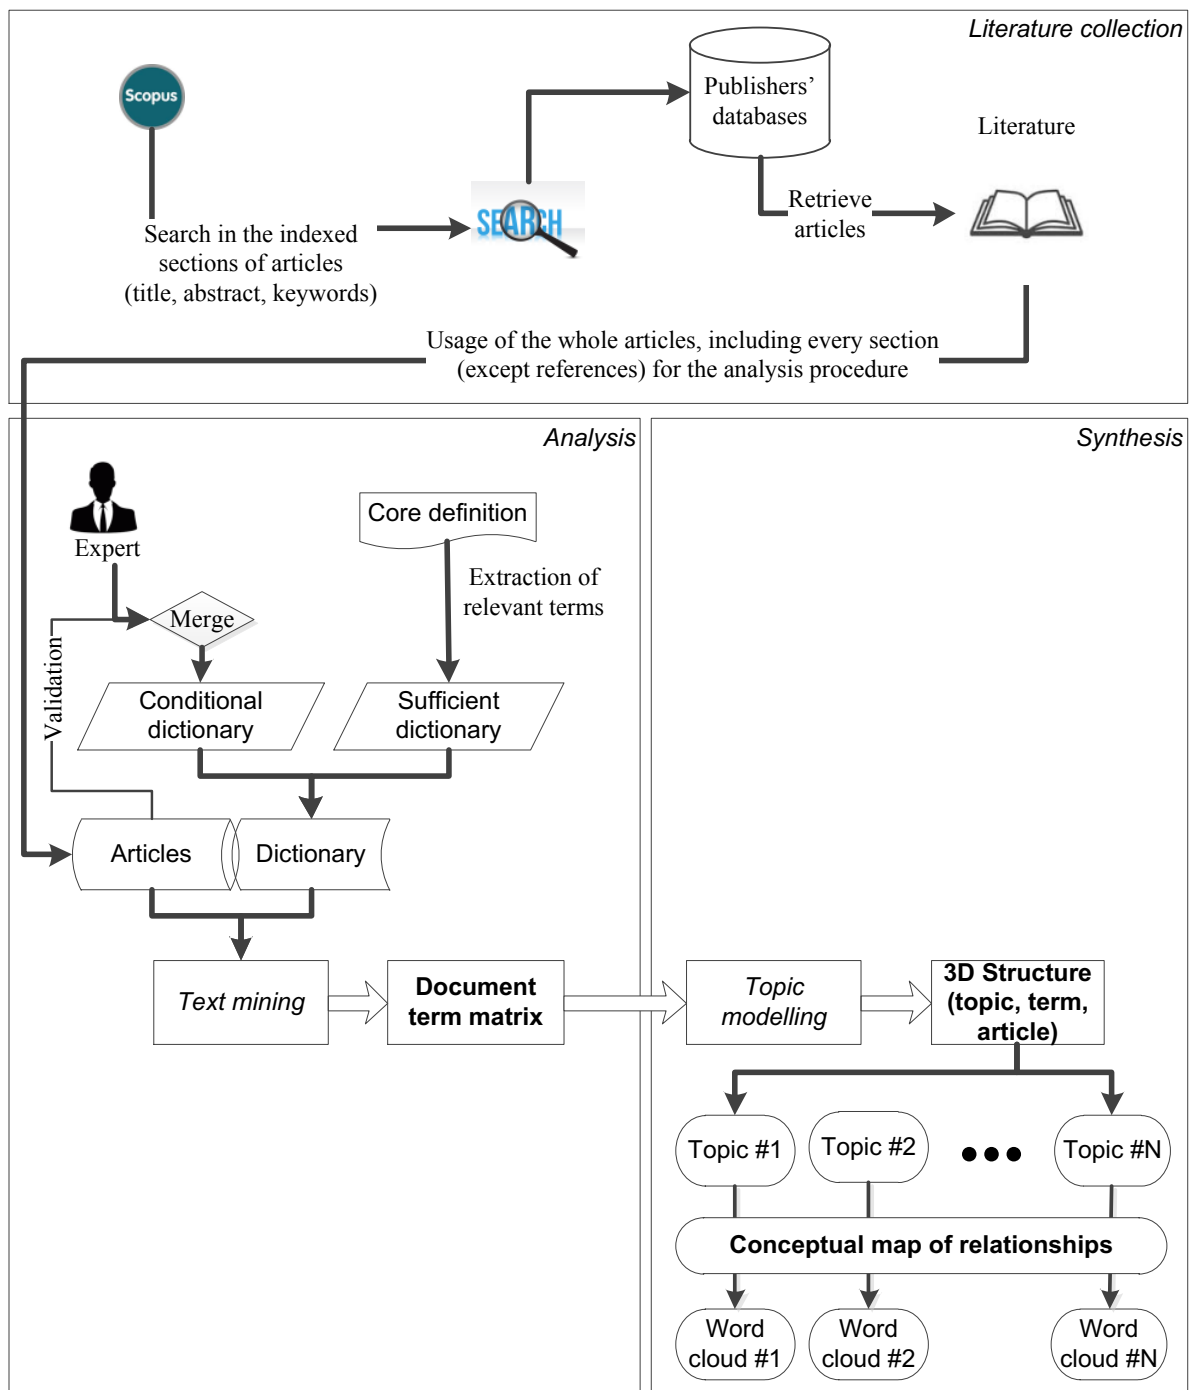 Literature collection
Scopus
Publishers’
databases
Literature
SEARCH
Retrieve
articles
Search in the indexed
sections of articles
(title, abstract, keywords)
Usage of the whole articles, including every section
(except references) for the analysis procedure
Analysis
Synthesis
Expert
Core definition
Extraction of
relevant terms
Merge
Validation
Conditional
dictionary
Sufficient
dictionary
Articles
Dictionary
Text mining
Document
term matrix
Topic
modelling
3D Structure
(topic, term,
article)
Topic #1
Topic #2
Topic #N
Conceptual map of relationships
Word
cloud #1
Word
cloud #2
Word
cloud #N